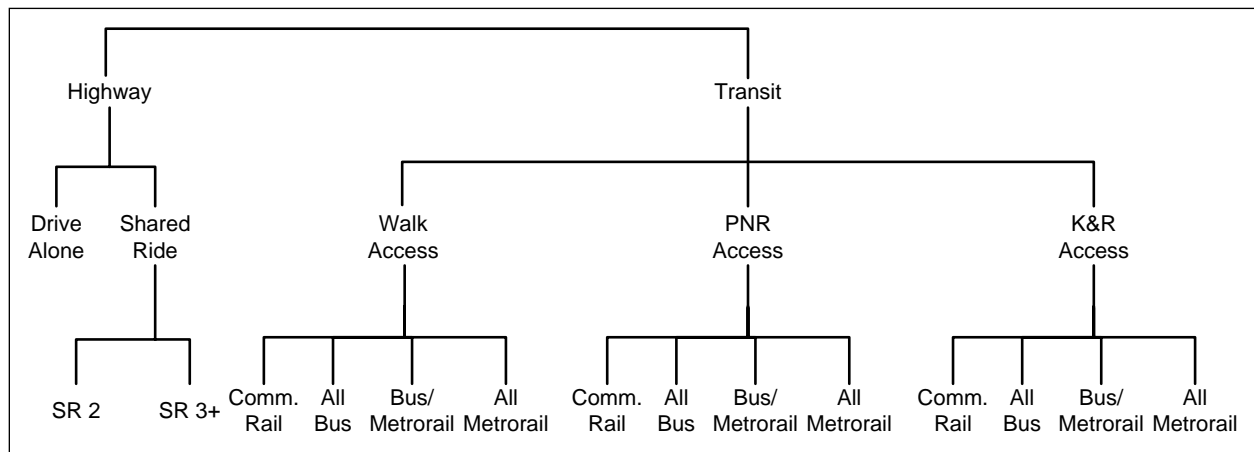 Highway
Transit
Drive
Alone
Shared
Ride
Walk
Access
PNR
Access
K&R
Access
SR 2
SR 3+
Comm.
Rail
All
Bus
Bus/
Metrorail
All
Metrorail
Comm.
Rail
All
Bus
Bus/
Metrorail
All
Metrorail
Comm.
Rail
All
Bus
Bus/
Metrorail
All
Metrorail